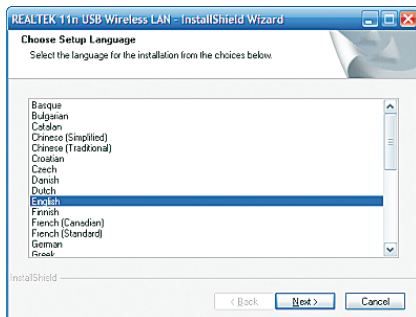 REALTEK 11n USB Wireless LAN - InstallShield Wizard
Choose Setup Language
Select the language for the installation from the choices below.
Basque
Bulgarian
Catalan
Chinese (Simplified)
Chinese (Traditional)
Croatian
Czech
Danish
Dutch
English
Finnish
French (Canadian)
French (Standard)
German
Greek
InstallShield
< Back
Next >
Cancel